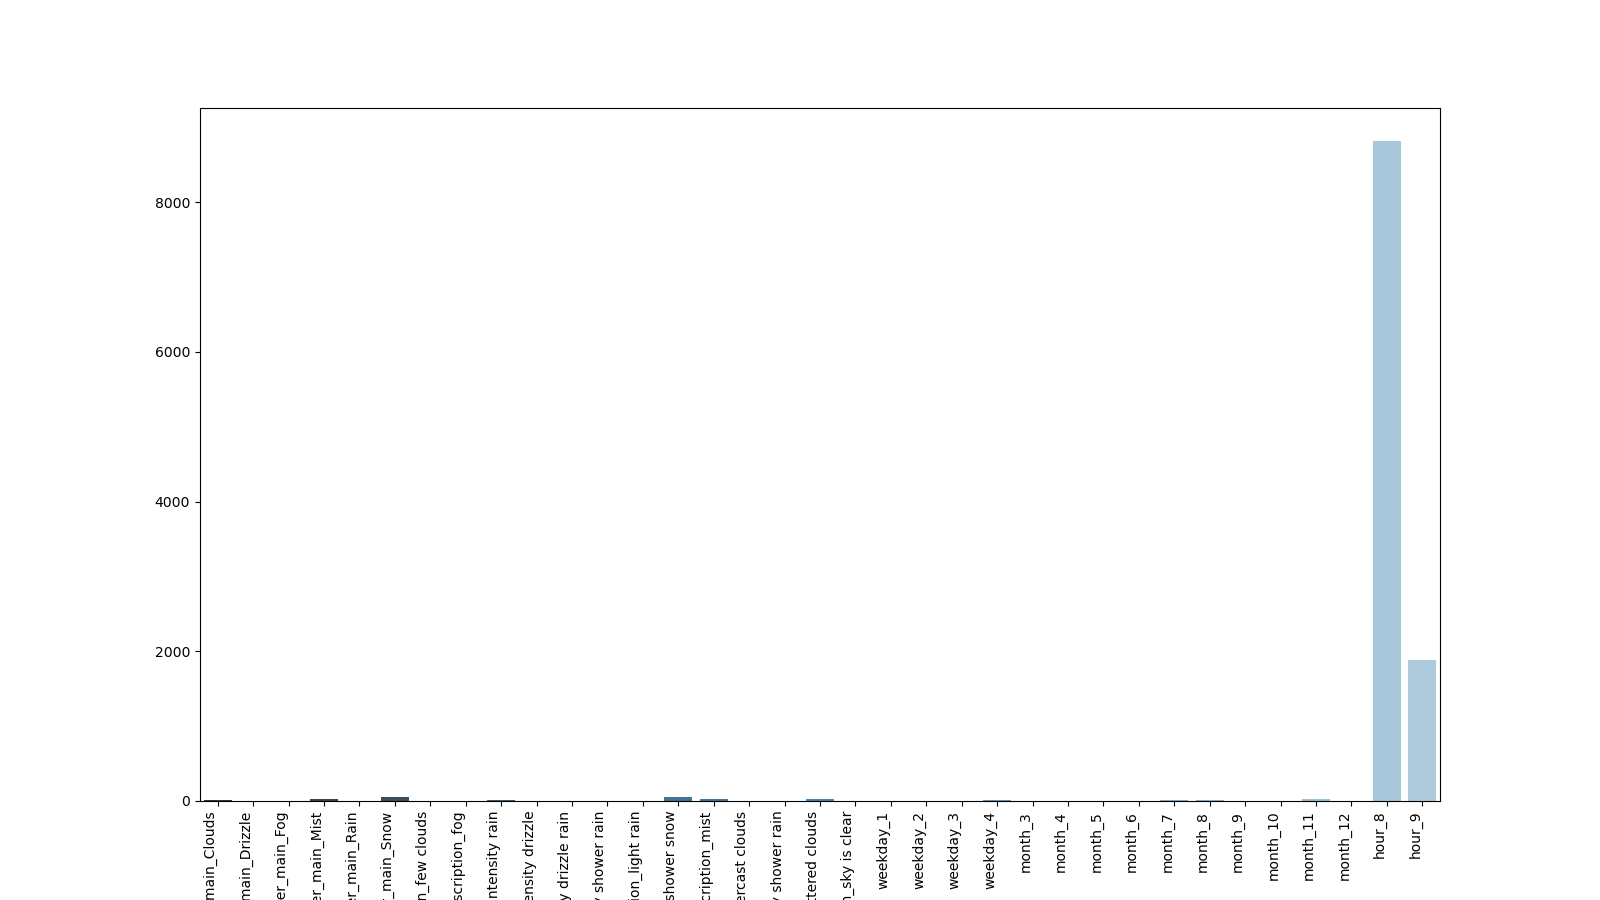 8000
6000
4000
2000
0
main_Clouds
main_Drizzle
er_main_Fog
er_main_Mist
er_main_Rain
_main_Snow
n_few clouds
scription_fog
ntensity rain
ensity drizzle
y drizzle rain
shower rain
ion_light rain
shower snow
cription_mist
ercast clouds
shower rain
ttered clouds
n_sky is clear
weekday_1
weekday_2
weekday_3
weekday_4
month_3
month_4
month_5
month_6
month_7
month_8
month_9
month_10
month_11
month_12
hour_8
hour_9